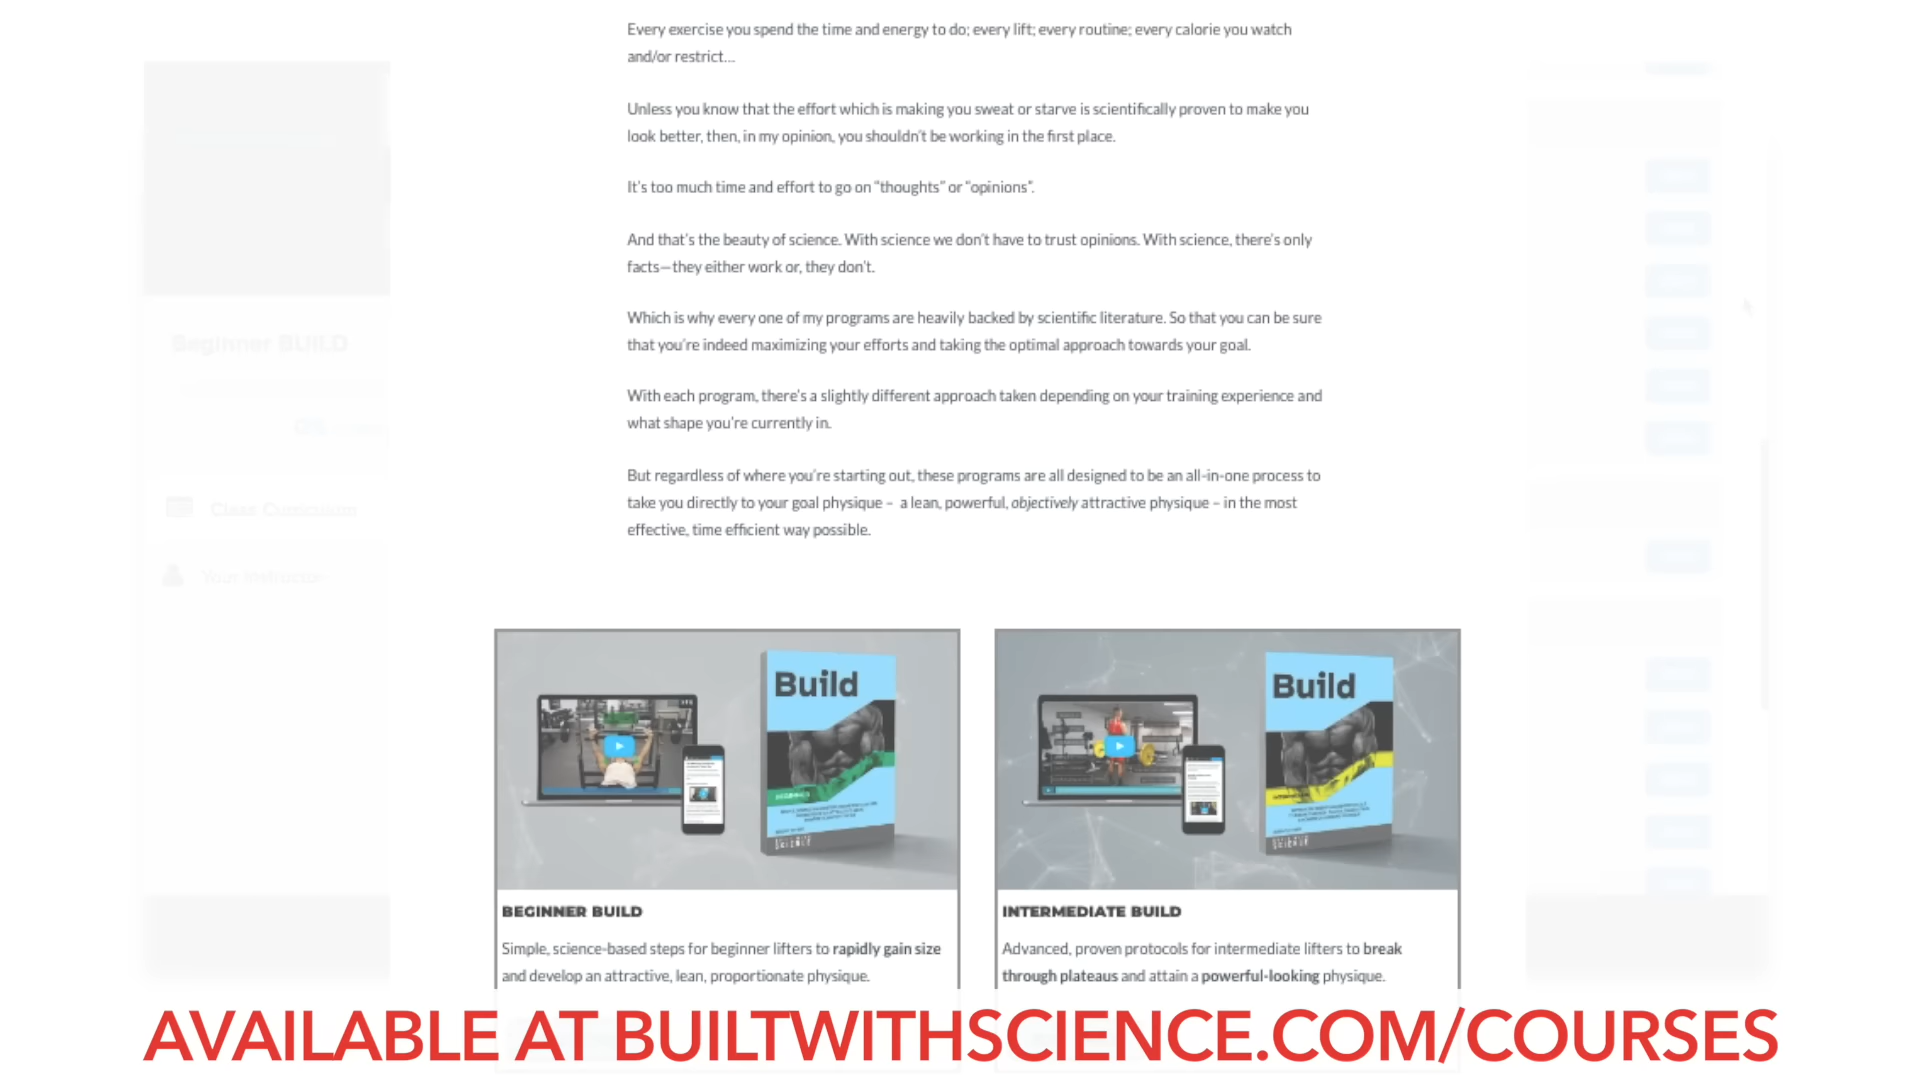 Every exercise you spend the time and energy to do; every lift; every routine; every calorie you watch
and/or restrict...
Unless you know that the effort which is making you sweat or starve is scientifically proven to make you
look better, then, in my opinion, you shouldn't be working in the first place.
It's too much time and effort to go on "thoughts" or "opinions".
And that's the beauty of science. With science we don't have to trust opinions. With science, there's only
facts—they either work or, they don't.
Which is why every one of my programs are heavily backed by scientific literature. So that you can be sure
that you're indeed maximizing your efforts and taking the optimal approach towards your goal.
Beginner BUILD
With each program, there's a slightly different approach taken depending on your training experience and
what shape you're currently in.
But regardless of where you're starting out, these programs are all designed to be an all-in-one process to
take you directly to your goal physique – a lean, powerful, objectively attractive physique – in the most
effective, time efficient way possible.
Class Curriculum
Your Instructor
Build
Build
BEGINNER
SCIENCE
SCIENCE
BEGINNER BUILD
Simple, science-based steps for beginner lifters to rapidly gain size
and develop an attractive, lean, proportionate physique.
INTERMEDIATE BUILD
Advanced, proven protocols for intermediate lifters to break
through plateaus and attain a powerful-looking physique.
AVAILABLE AT BUILTWITHSCIENCE.COM/COURSES